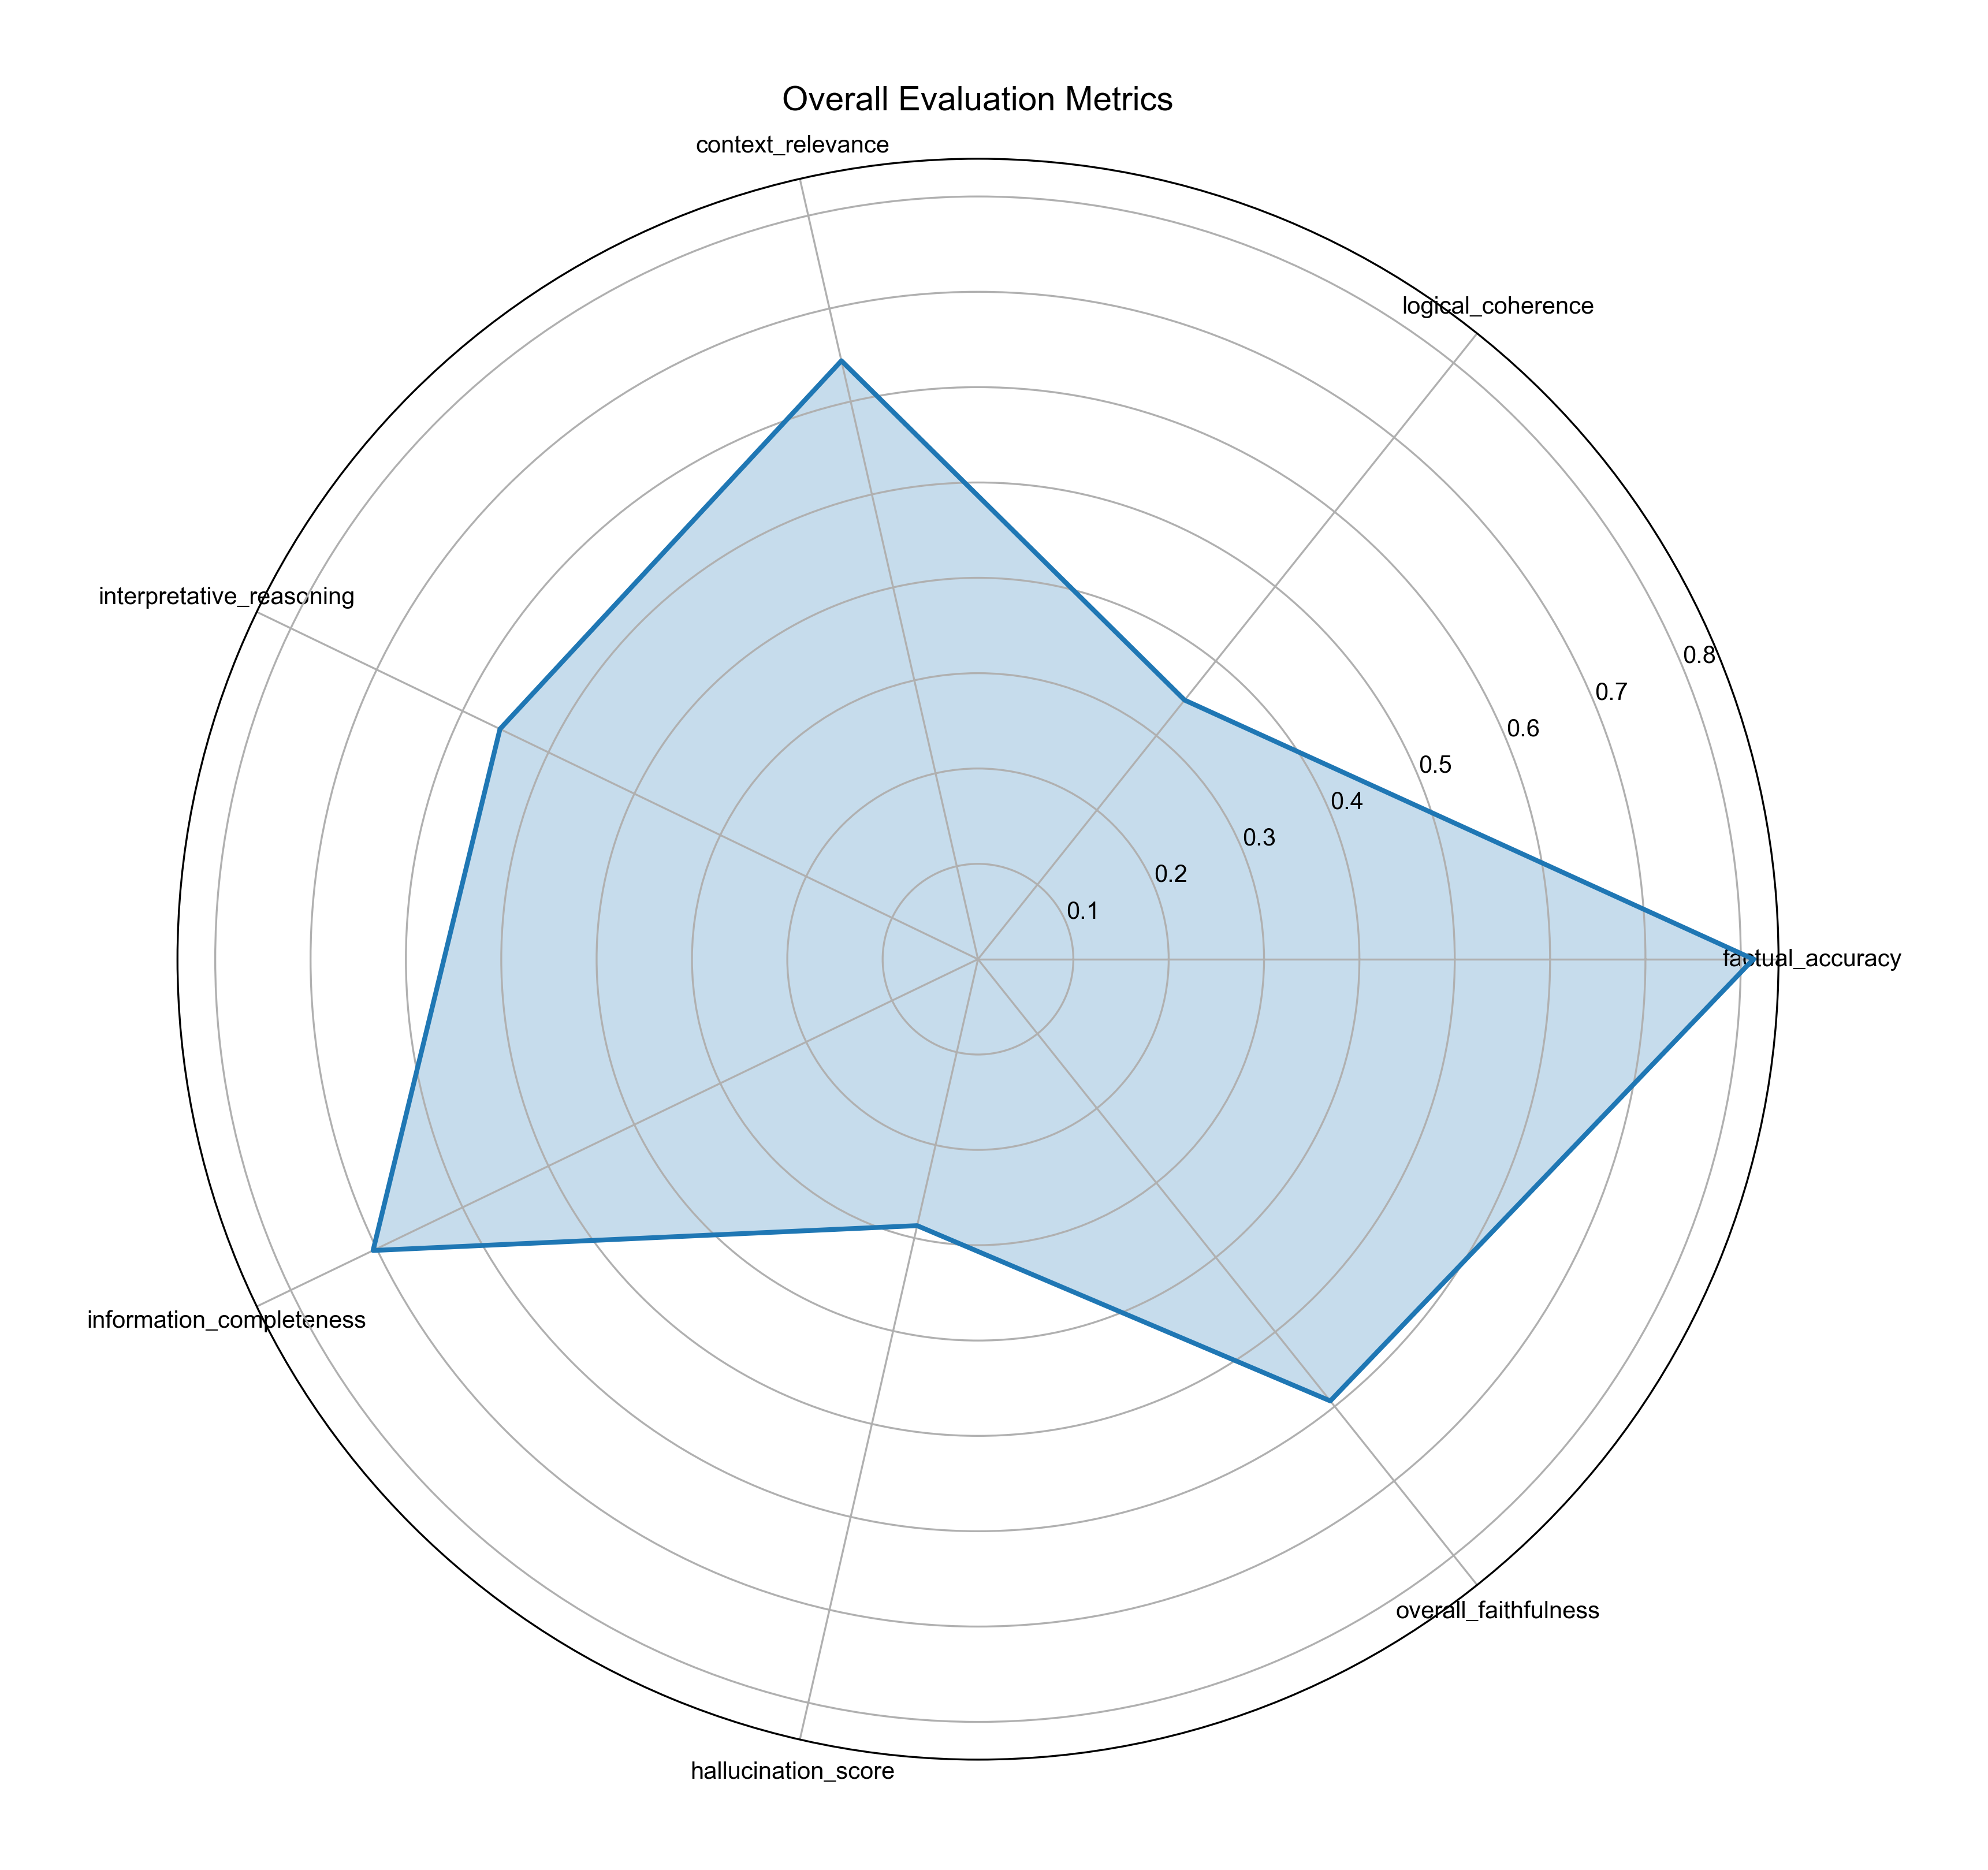 Overall Evaluation Metrics
context_relevance
logical_coherence
interpretative_reasoning
0.8
0.7
0.6
0.5
0.4
0.3
0.2
0.1
factual_accuracy
information_completeness
overall_faithfulness
hallucination_score